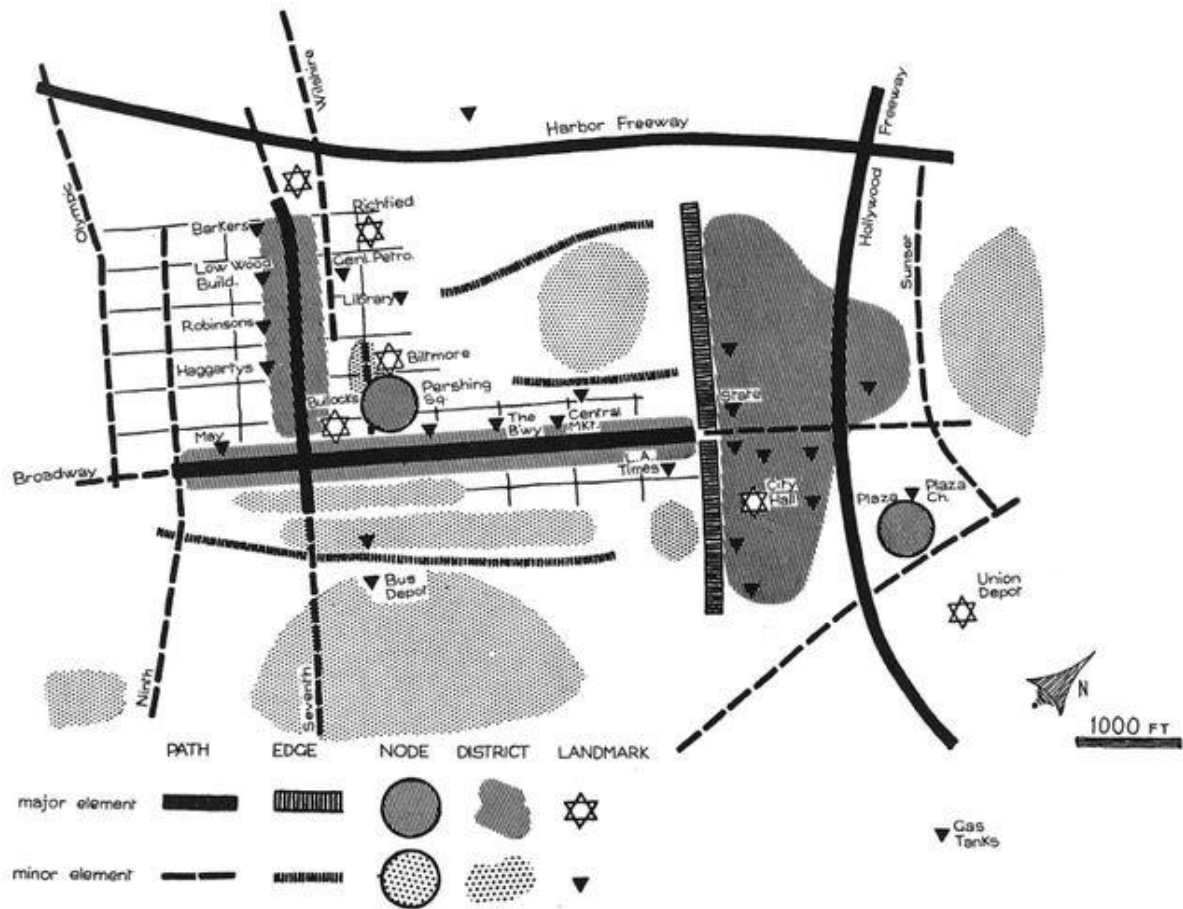 Wilshire
Harbor Freeway
Freeway
Hollywood
Olympic
Sunset
Richfied
Barkers
Genl. Petro.
Low Wood
Build.
Library
Robinsons
Biltmore
Haggartys
Pershing
Sq.
Bullocks
State
The
B'wy
Central
Mkt.
May
Broadway
L.A.
Times
City
Hall
Plaza
Plaza
Ch.
Bus
Depot
Union
Depot
Ninth
Seventh
N
1000 FT
PATH EDGE NODE DISTRICT LANDMARK
major element
minor element
Gas
Tanks